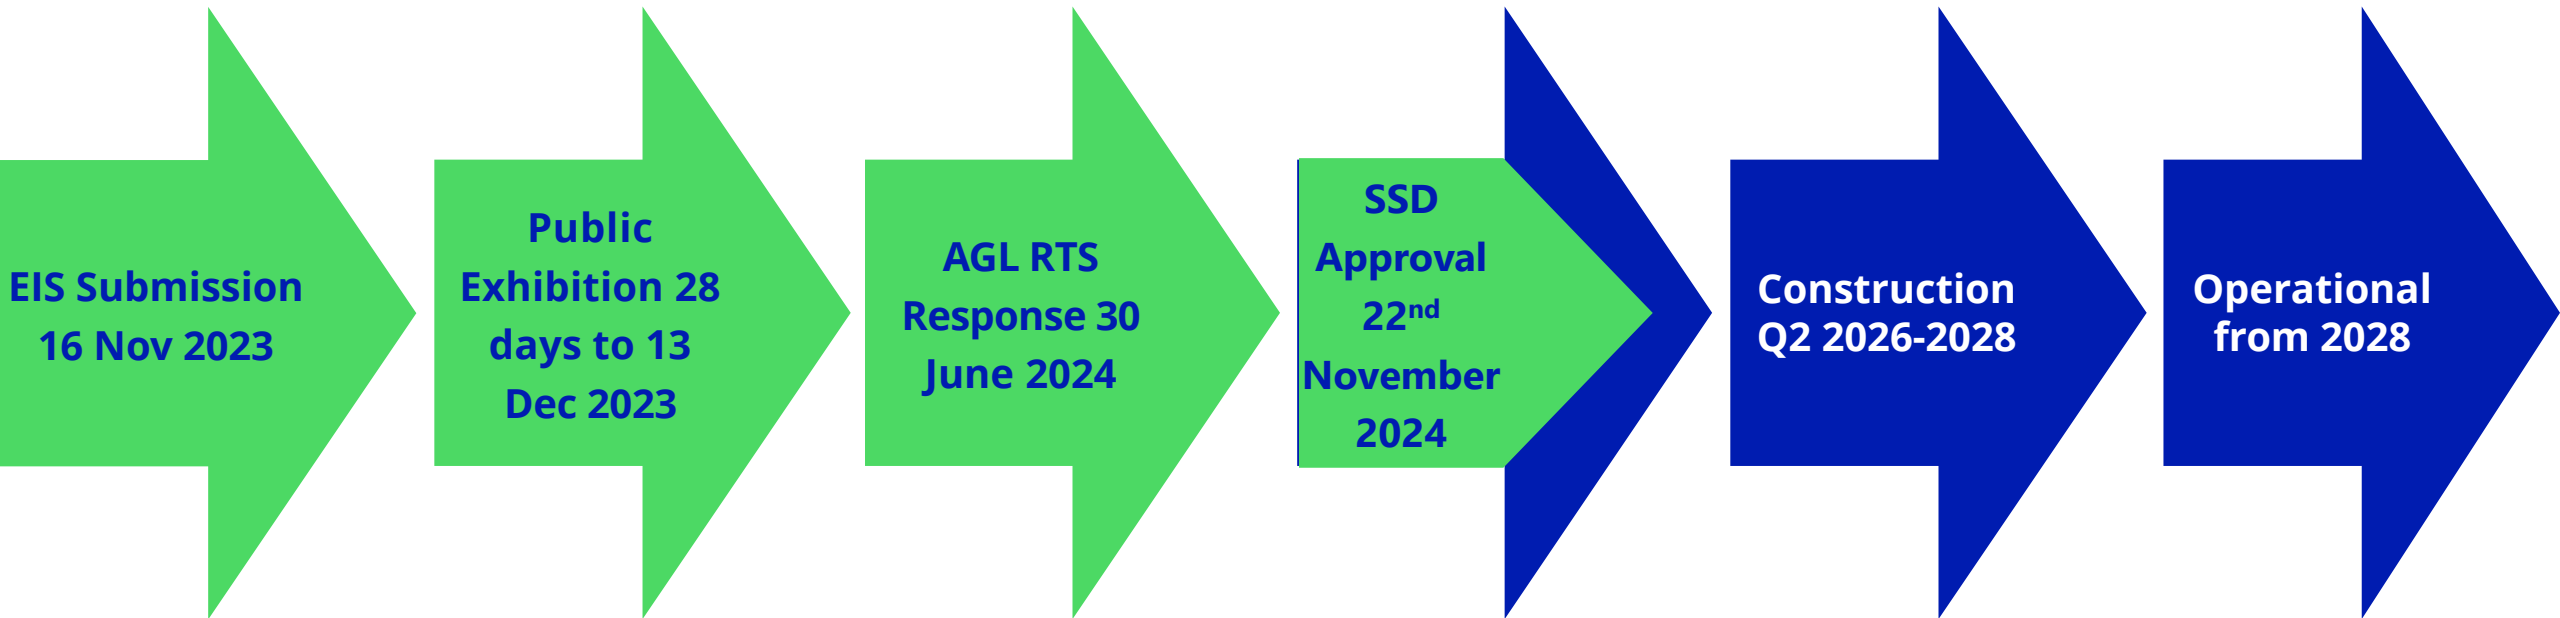 EIS Submission
16 Nov 2023
Public
Exhibition 28
days to 13
Dec 2023
AGL RTS
Response 30
June 2024
SSD
Approval
22nd
November
2024
Construction
Q2 2026-2028
Operational
from 2028